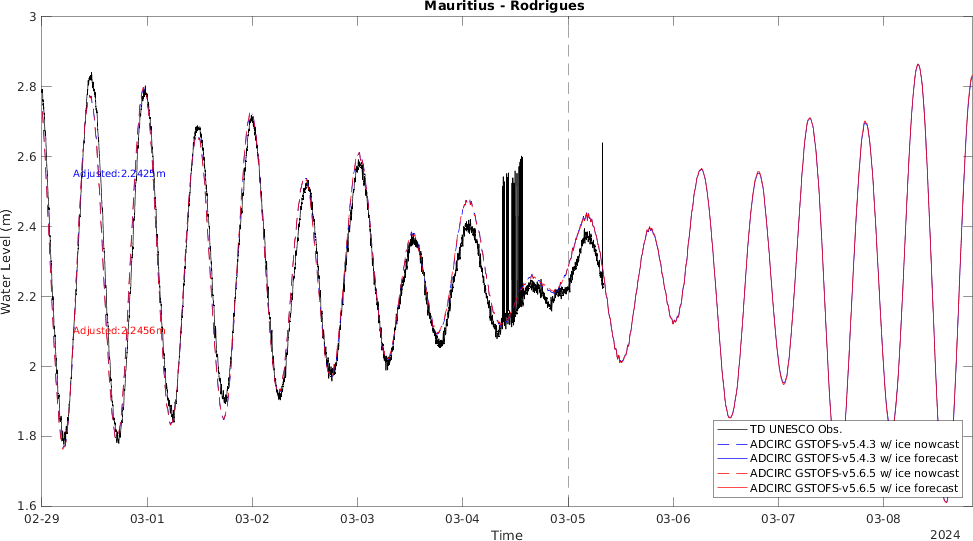 Mauritius - Rodrigues
3
2.8
2.6
2.4
2.2
2
1.8
1.6
Water Level (m)
Adjusted:2.2425m
Adjusted:2.2456m
TD UNESCO Obs.
ADCIRC GSTOFS-v5.4.3 w/ ice nowcast
ADCIRC GSTOFS-v5.4.3 w/ ice forecast
ADCIRC GSTOFS-v5.6.5 w/ ice nowcast
ADCIRC GSTOFS-v5.6.5 w/ ice forecast
02-29 03-01 03-02 03-03 03-04 03-05 03-06 03-07 03-08
Time
2024